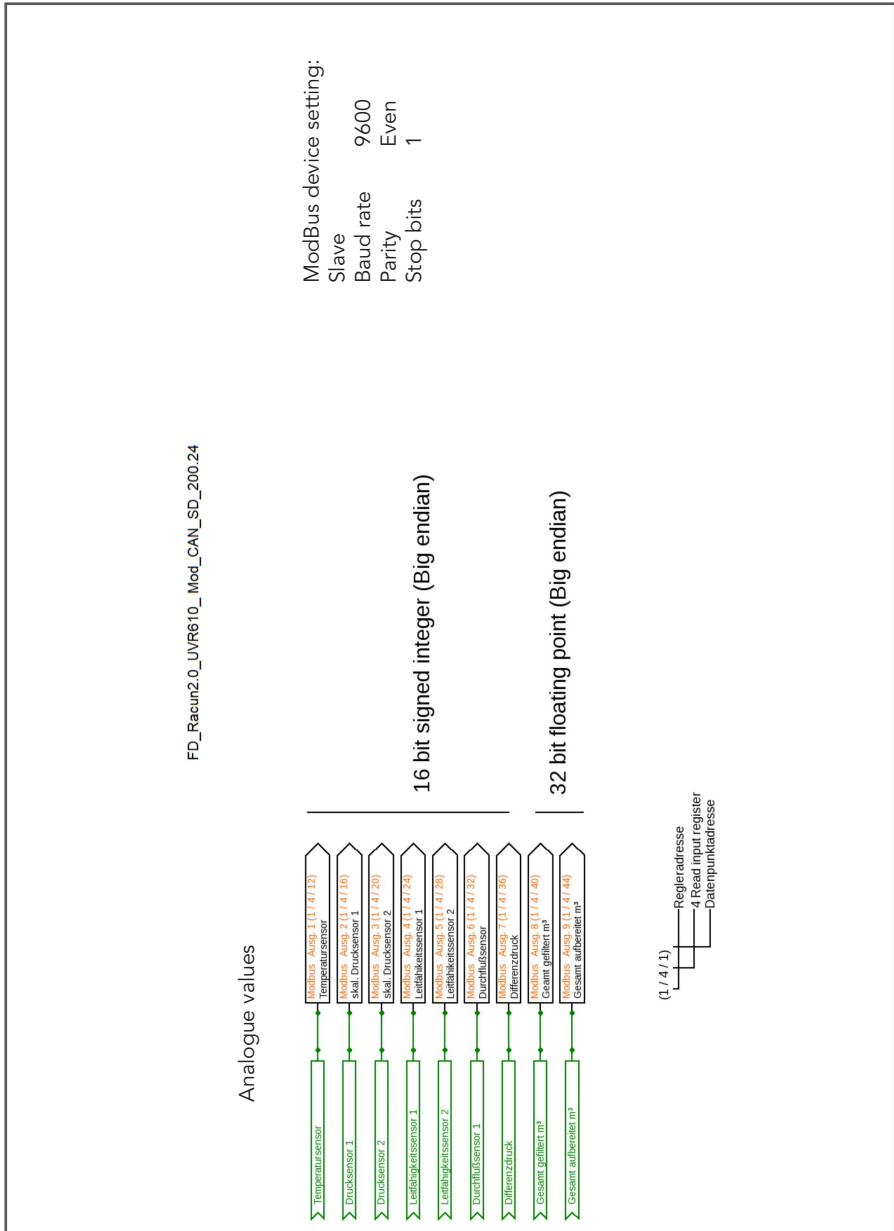 FD_Racun2.0_UVR610_ Mod_CAN_SD_200.24
Analogue values
ModBus device setting:
Slave
Baud rate 9600
Parity Even
Stop bits 1
Temperatursensor
Modbus Ausg. 1 (1 / 4 / 12)
Temperatursensor
Drucksensor 1
Modbus Ausg. 2 (1 / 4 / 16)
skal. Drucksensor 1
Drucksensor 2
Modbus Ausg. 3 (1 / 4 / 20)
skal. Drucksensor 2
Leitfähigkeitssensor 1
Modbus Ausg. 4 (1 / 4 / 24)
Leitfähikeitssensor 1
Leitfähigkeitssensor 2
Modbus Ausg. 5 (1 / 4 / 28)
Leitfähikeitssensor 2
Durchflußsensor 1
Modbus Ausg. 6 (1 / 4 / 32)
Durchflußsensor
Differenzdruck
Modbus Ausg. 7 (1 / 4 / 36)
Differenzdruck
16 bit signed integer (Big endian)
Gesamt gefiltert m³
Modbus Ausg. 8 (1 / 4 / 40)
Geamt gefiltert m³
Gesamt aufbereitet m³
Modbus Ausg. 9 (1 / 4 / 44)
Gesamt aufbereitet m³
32 bit floating point (Big endian)
(1 / 4 / 1)
Regleradresse
4 Read input register
Datenpunktadresse